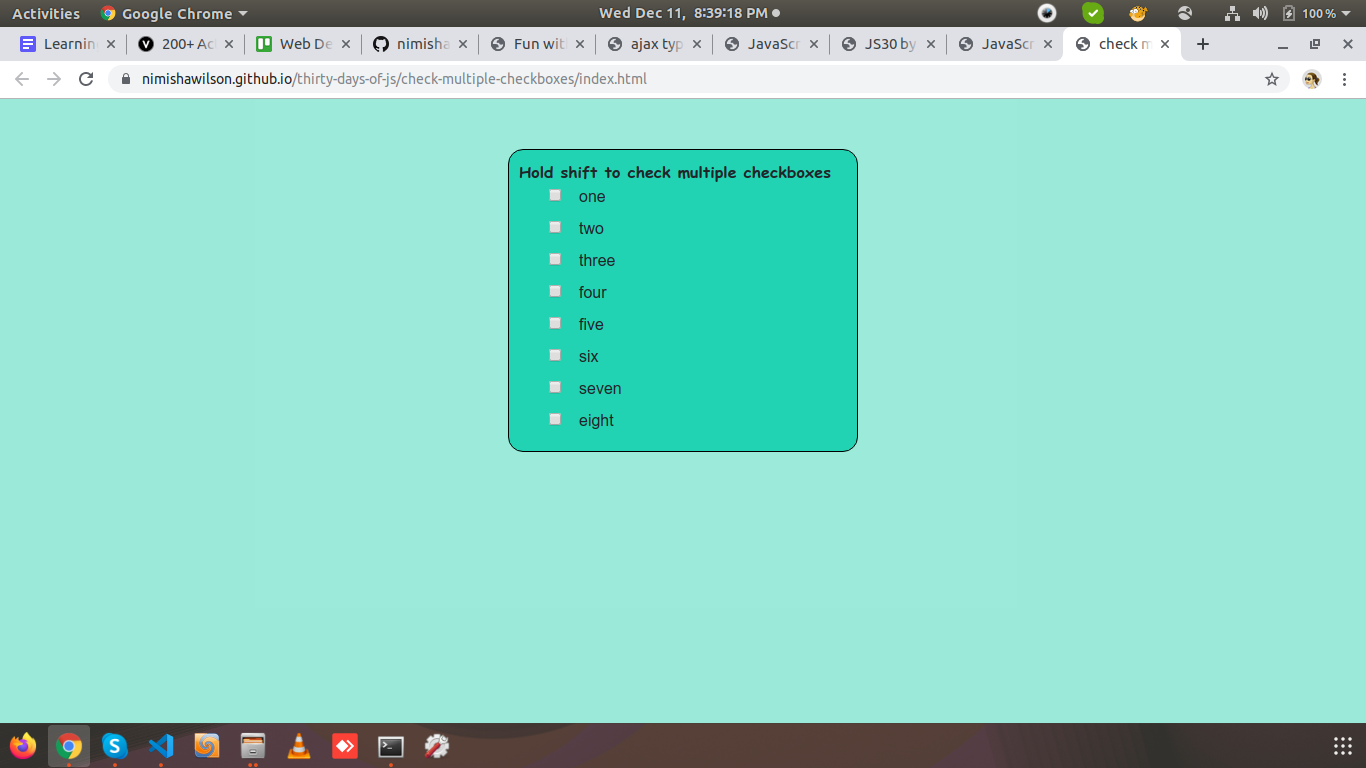 Activities Google Chrome Wed Dec 11, 8:39:18 PM 100 %
Learnin 200+ Ac Web De nimisha Fun wit ajax typ JavaScr JS30 by JavaScr check m
nimishawilson.github.io/thirty-days-of-js/check-multiple-checkboxes/index.html
Hold shift to check multiple checkboxes
one
two
three
four
five
six
seven
eight